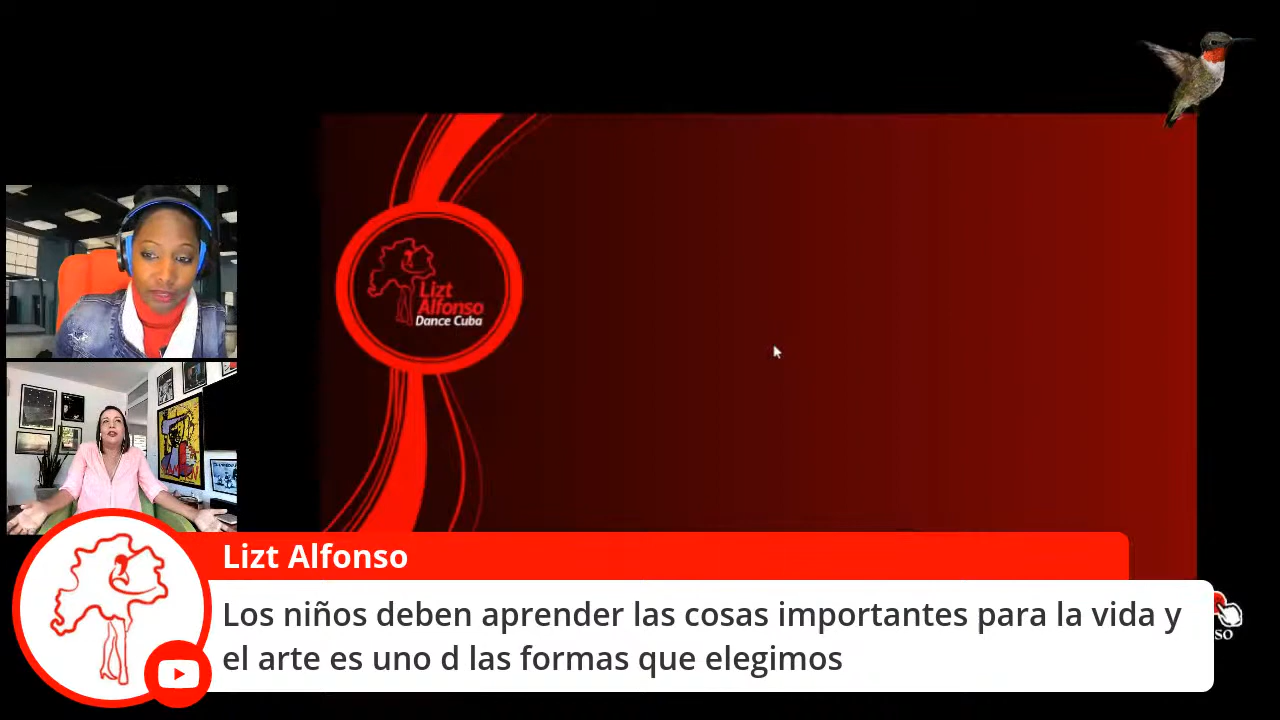 Lizt
Alfonso
Dance Cuba
Lizt Alfonso
Los niños deben aprender las cosas importantes para la vida y
el arte es uno d las formas que elegimos